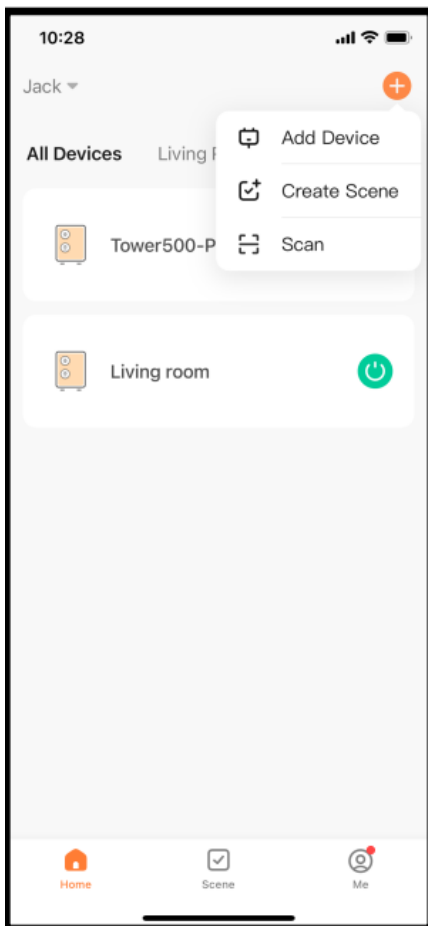 10:28
Jack
Add Device
All Devices Living
Create Scene
Tower500-P
Scan
Living room
Home Scene Me